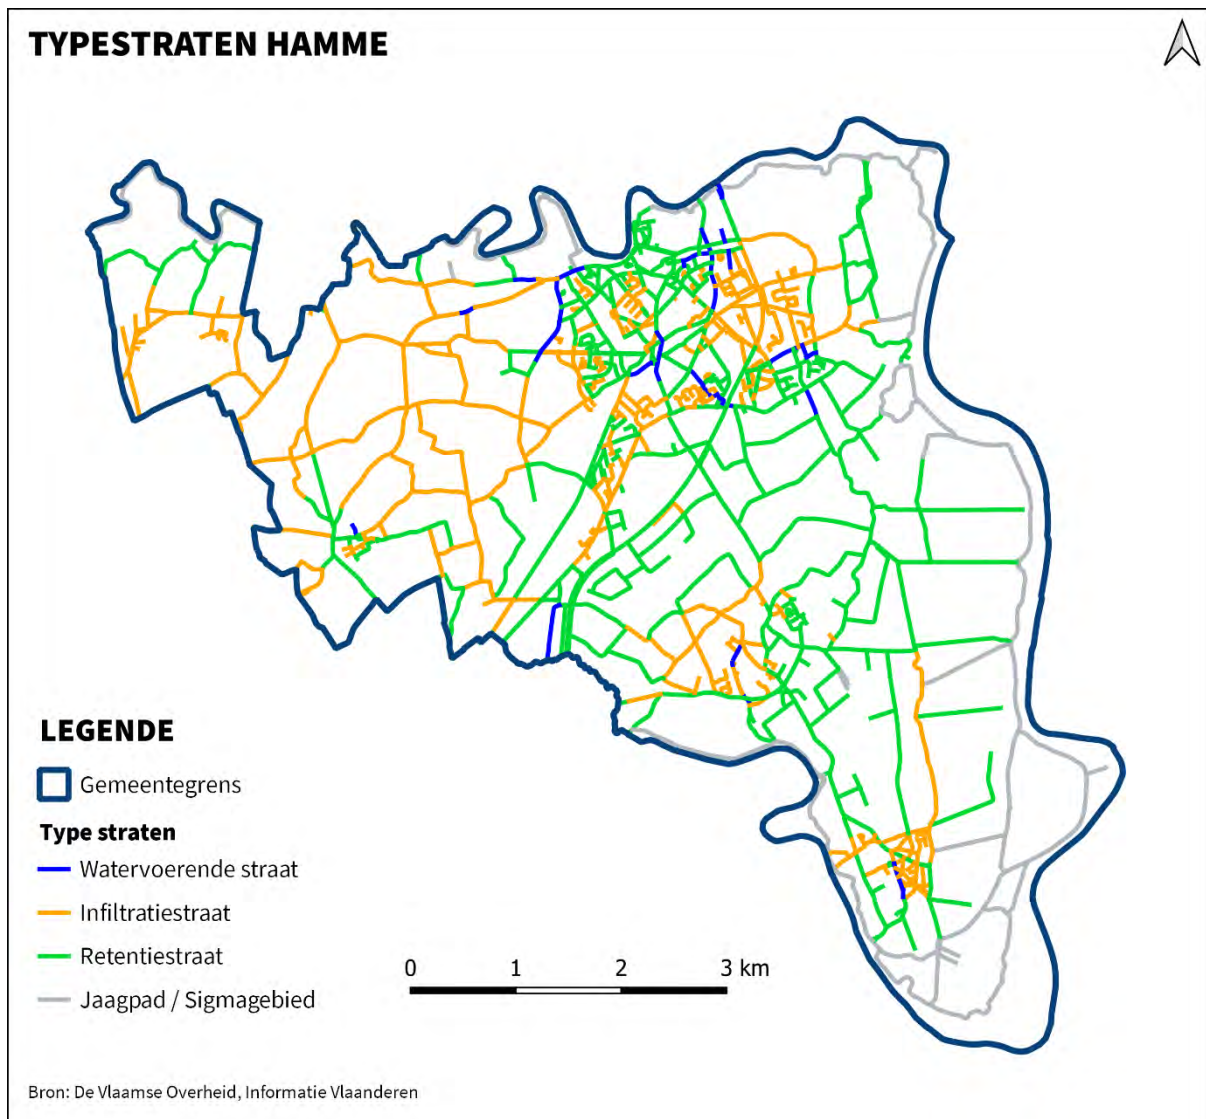 TYPESTRATEN HAMME
LEGENDE
Gemeentegrens
Type straten
Watervoerende straat
Infiltratiestraat
Retentiestraat
Jaagpad / Sigmagebied
0 1 2 3 km
Bron: De Vlaamse Overheid, Informatie Vlaanderen